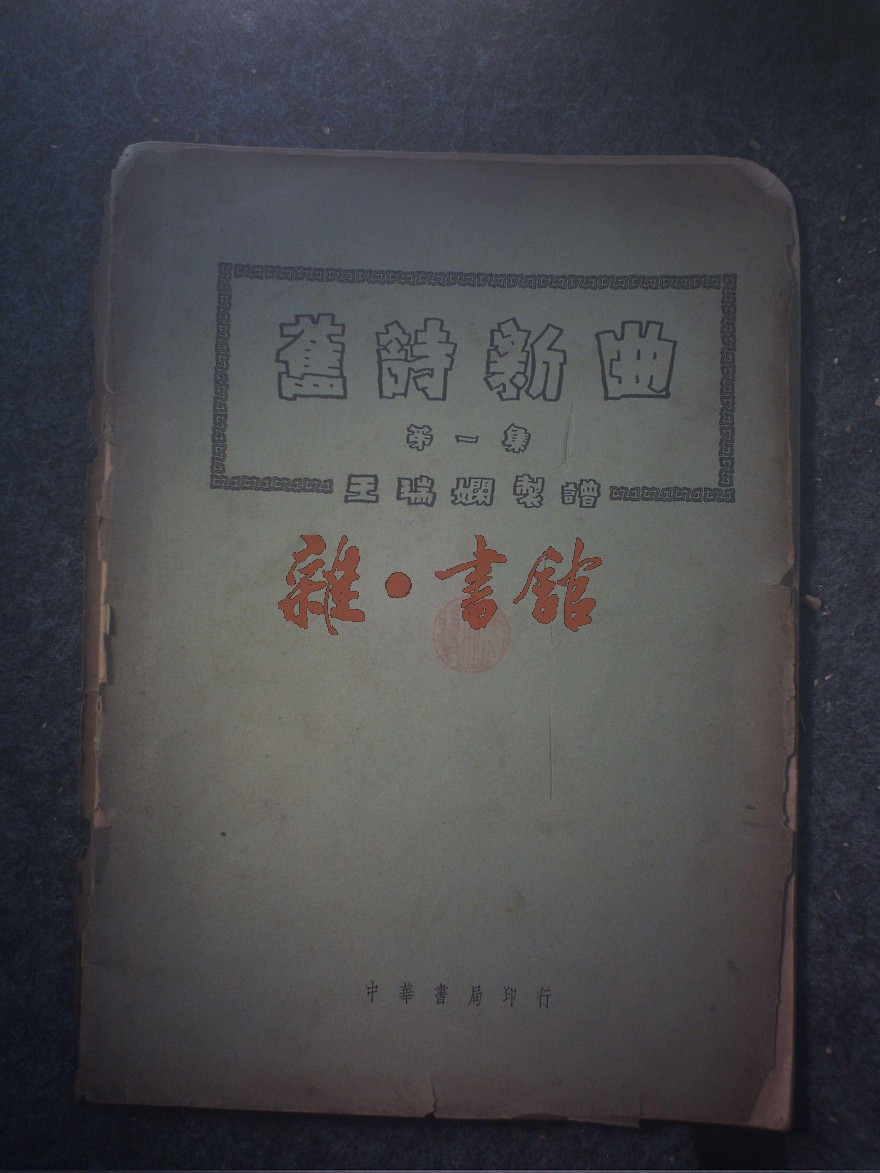 舊詩新曲
第一集
王瑞嫻製譜
雜·書館
中華書局印行